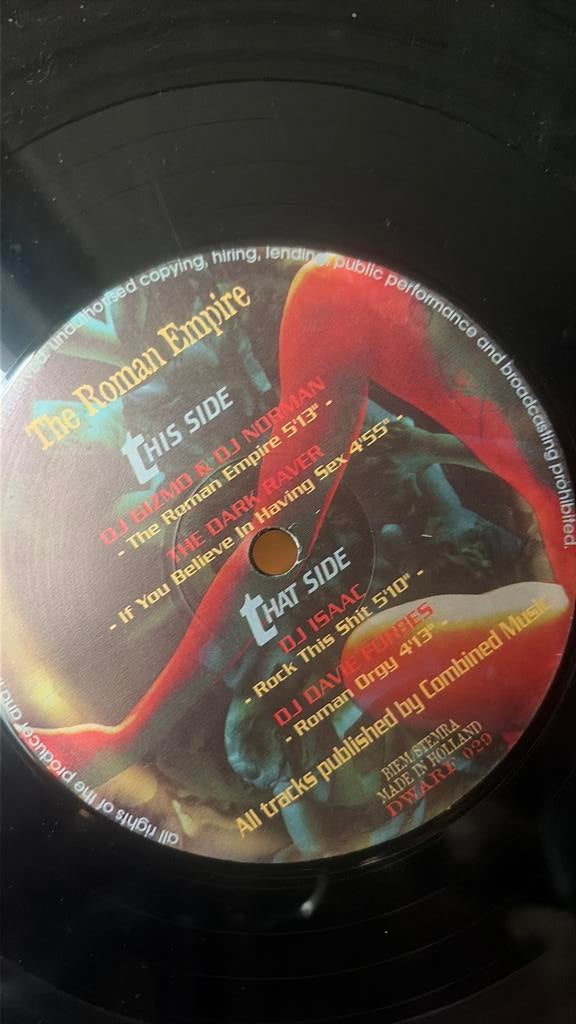 The Roman Empire
tHIS SIDE
DJ GIZMO & DJ NORMAN
- The Roman Empire 5'13" -
THE DARK RAVER
- If You Believe In Having Sex 4'55" -
tHAT SIDE
DJ ISAAC
- Rock This Shit 5'10" -
DJ DAVIE FORBES
- Roman Orgy 4'13" -
All tracks published by Combined Music
BIEM/STEMRA
MADE IN HOLLAND
DWARF 020
all rights of the producer and
unauthorised copying, hiring, lending, public performance and broadcasting prohibited.